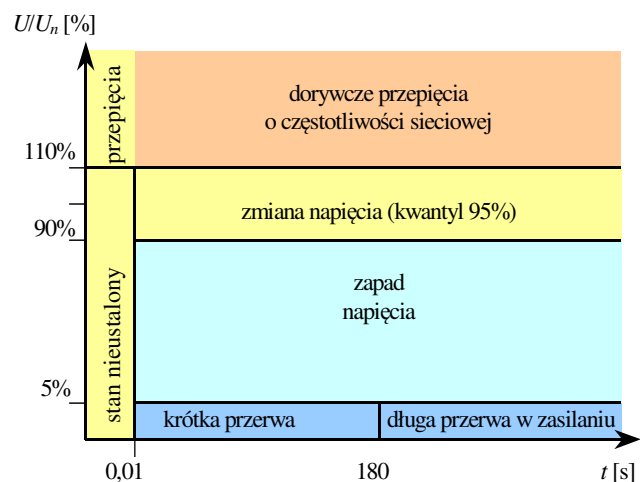 U/Uₙ [%]
przepięcia
dorywcze przepięcia
o częstotliwości sieciowej
110%
zmiana napięcia (kwantyl 95%)
90%
stan nieustalony
zapad
napięcia
5%
krótka przerwa
długa przerwa w zasilaniu
0,01
180
t [s]